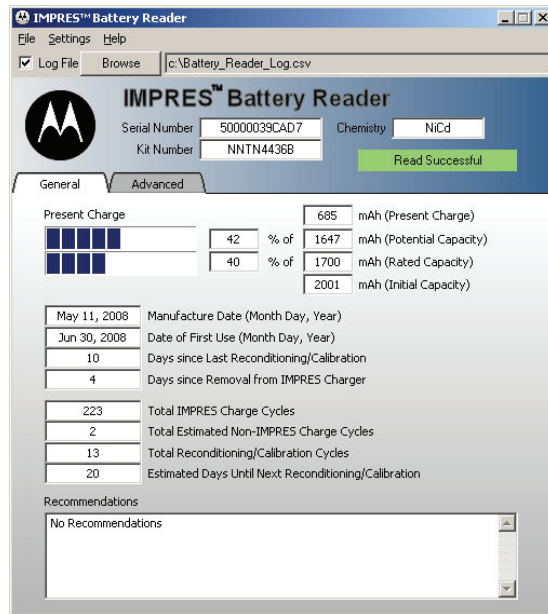 IMPRES™ Battery Reader
File Settings Help
Log File Browse c:\Battery_Reader_Log.csv
IMPRES™ Battery Reader
Serial Number 50000039CAD7 Chemistry NiCd
Kit Number NNTN4436B Read Successful
General Advanced
Present Charge
685 mAh (Present Charge)
42 % of 1647 mAh (Potential Capacity)
40 % of 1700 mAh (Rated Capacity)
2001 mAh (Initial Capacity)
May 11, 2008 Manufacture Date (Month Day, Year)
Jun 30, 2008 Date of First Use (Month Day, Year)
10 Days since Last Reconditioning/Calibration
4 Days since Removal from IMPRES Charger
223 Total IMPRES Charge Cycles
2 Total Estimated Non-IMPRES Charge Cycles
13 Total Reconditioning/Calibration Cycles
20 Estimated Days Until Next Reconditioning/Calibration
Recommendations
No Recommendations